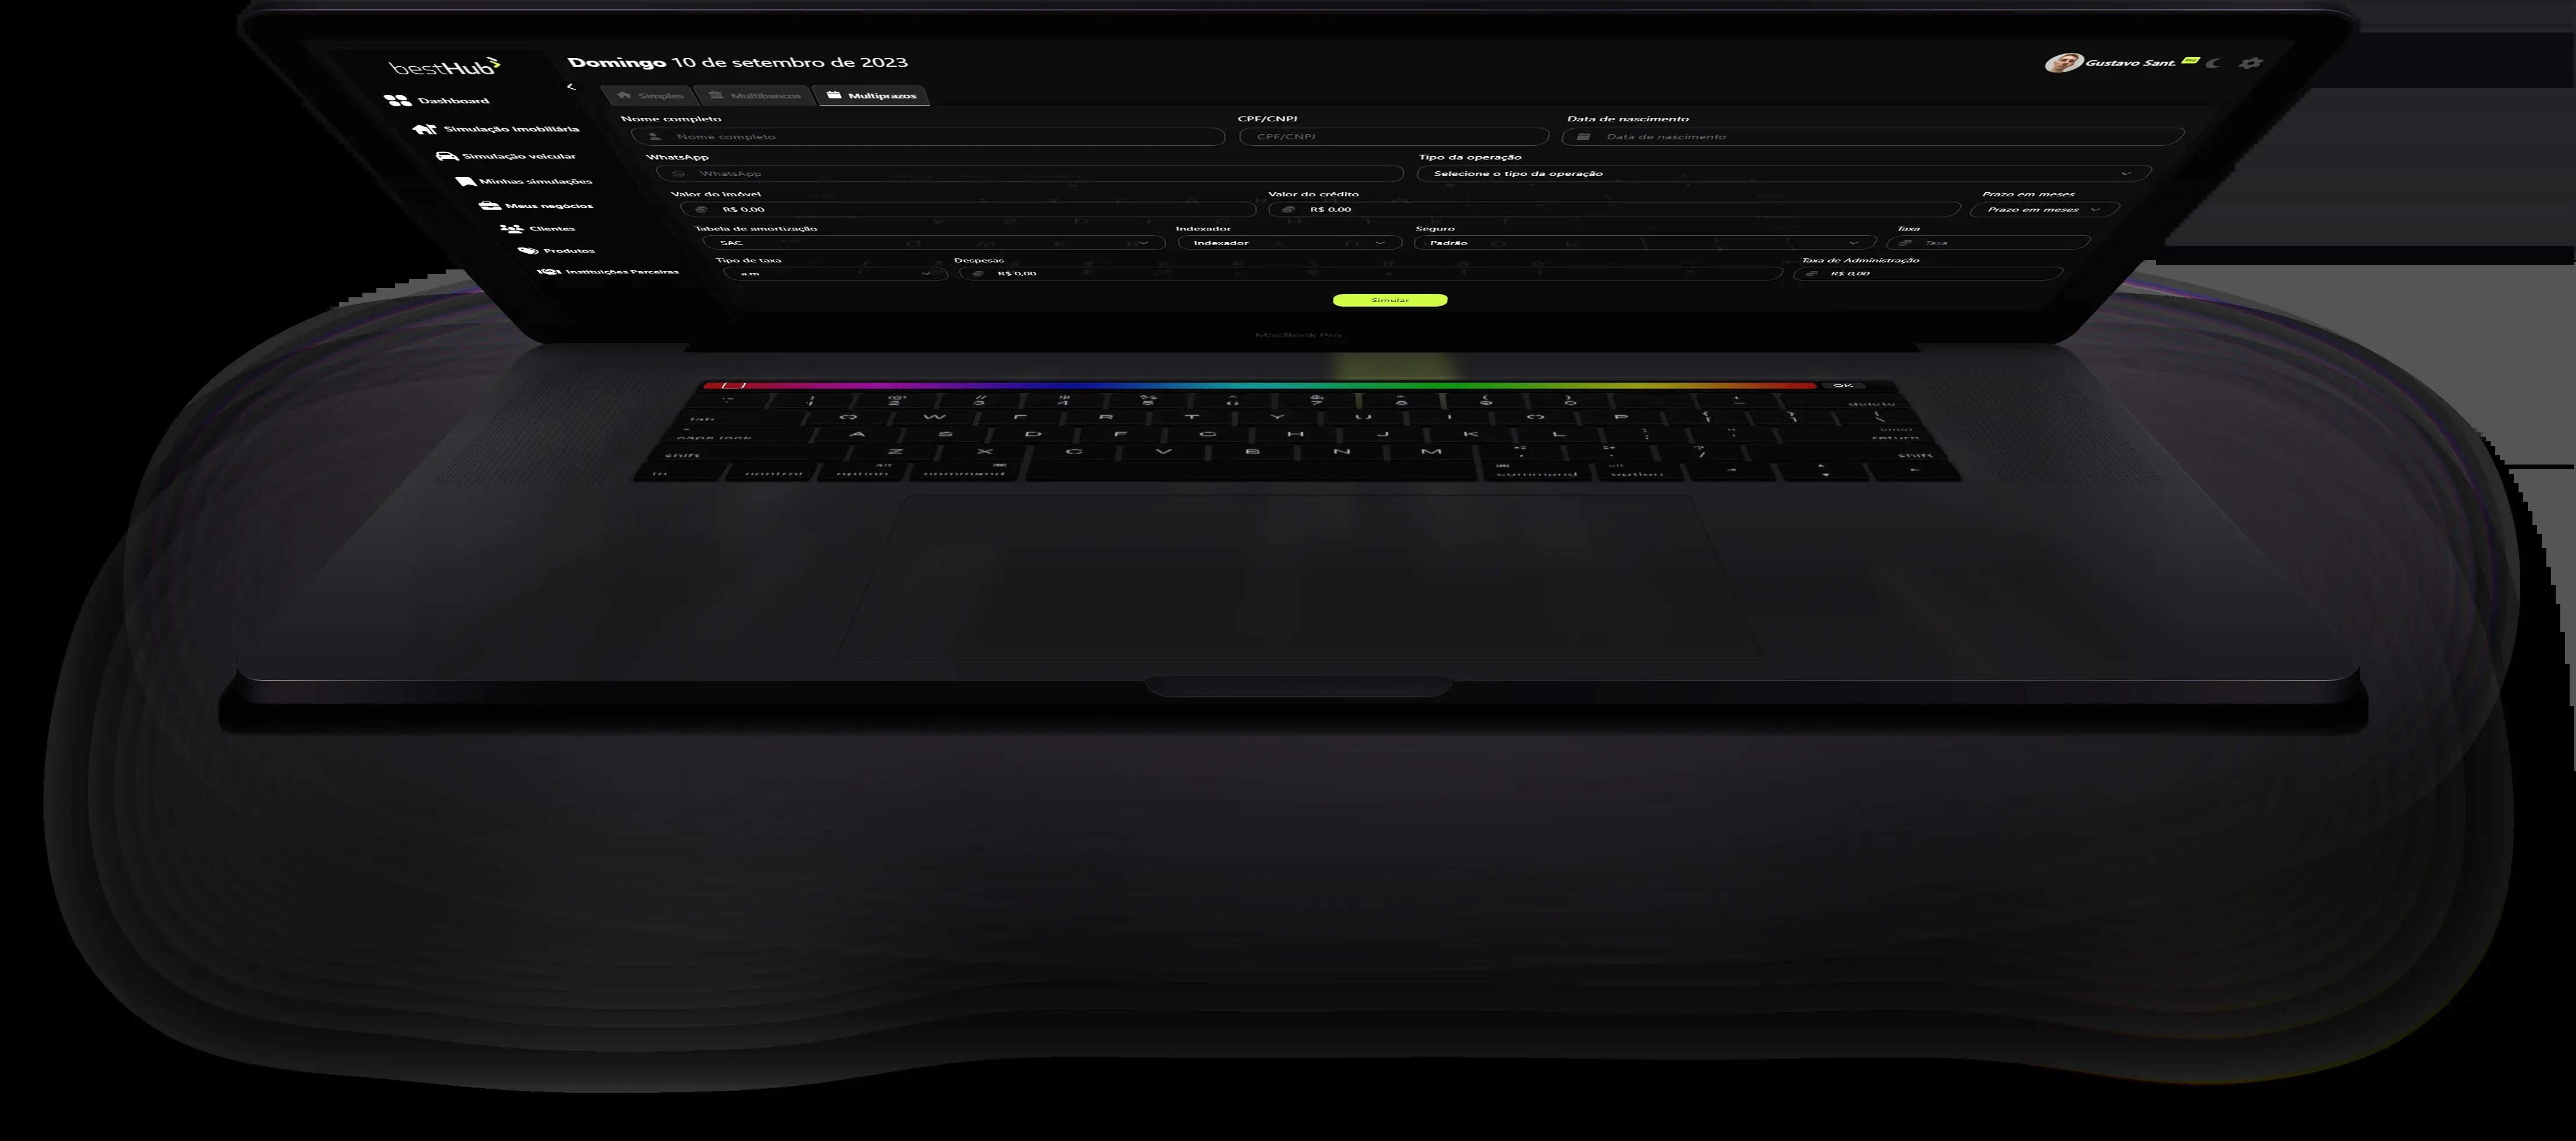 bestHub
Domingo 10 de setembro de 2023
Gustavo Sant.
Dashboard
Simulação imobiliária
Simulação veicular
Minhas simulações
Meus negócios
Clientes
Produtos
Instituições Parceiras
Simples
Multibancos
Multiprazos
Nome completo
CPF/CNPJ
Data de nascimento
Nome completo
CPF/CNPJ
Data de nascimento
WhatsApp
Tipo da operação
WhatsApp
Selecione o tipo da operação
Valor do imóvel
Valor do crédito
Prazo em meses
R$ 0,00
R$ 0,00
Prazo em meses
Tabela de amortização
Indexador
Seguro
Taxa
SAC
Indexador
Padrão
Taxa
Tipo de taxa
Despesas
Taxa de Administração
a.m
R$ 0,00
R$ 0,00
Simular
MacBook Pro
OK
delete
tab Q W R T Y U I O P
caps lock A S D F G H J K L return
shift Z X C V B N M shift
fn control option command command option